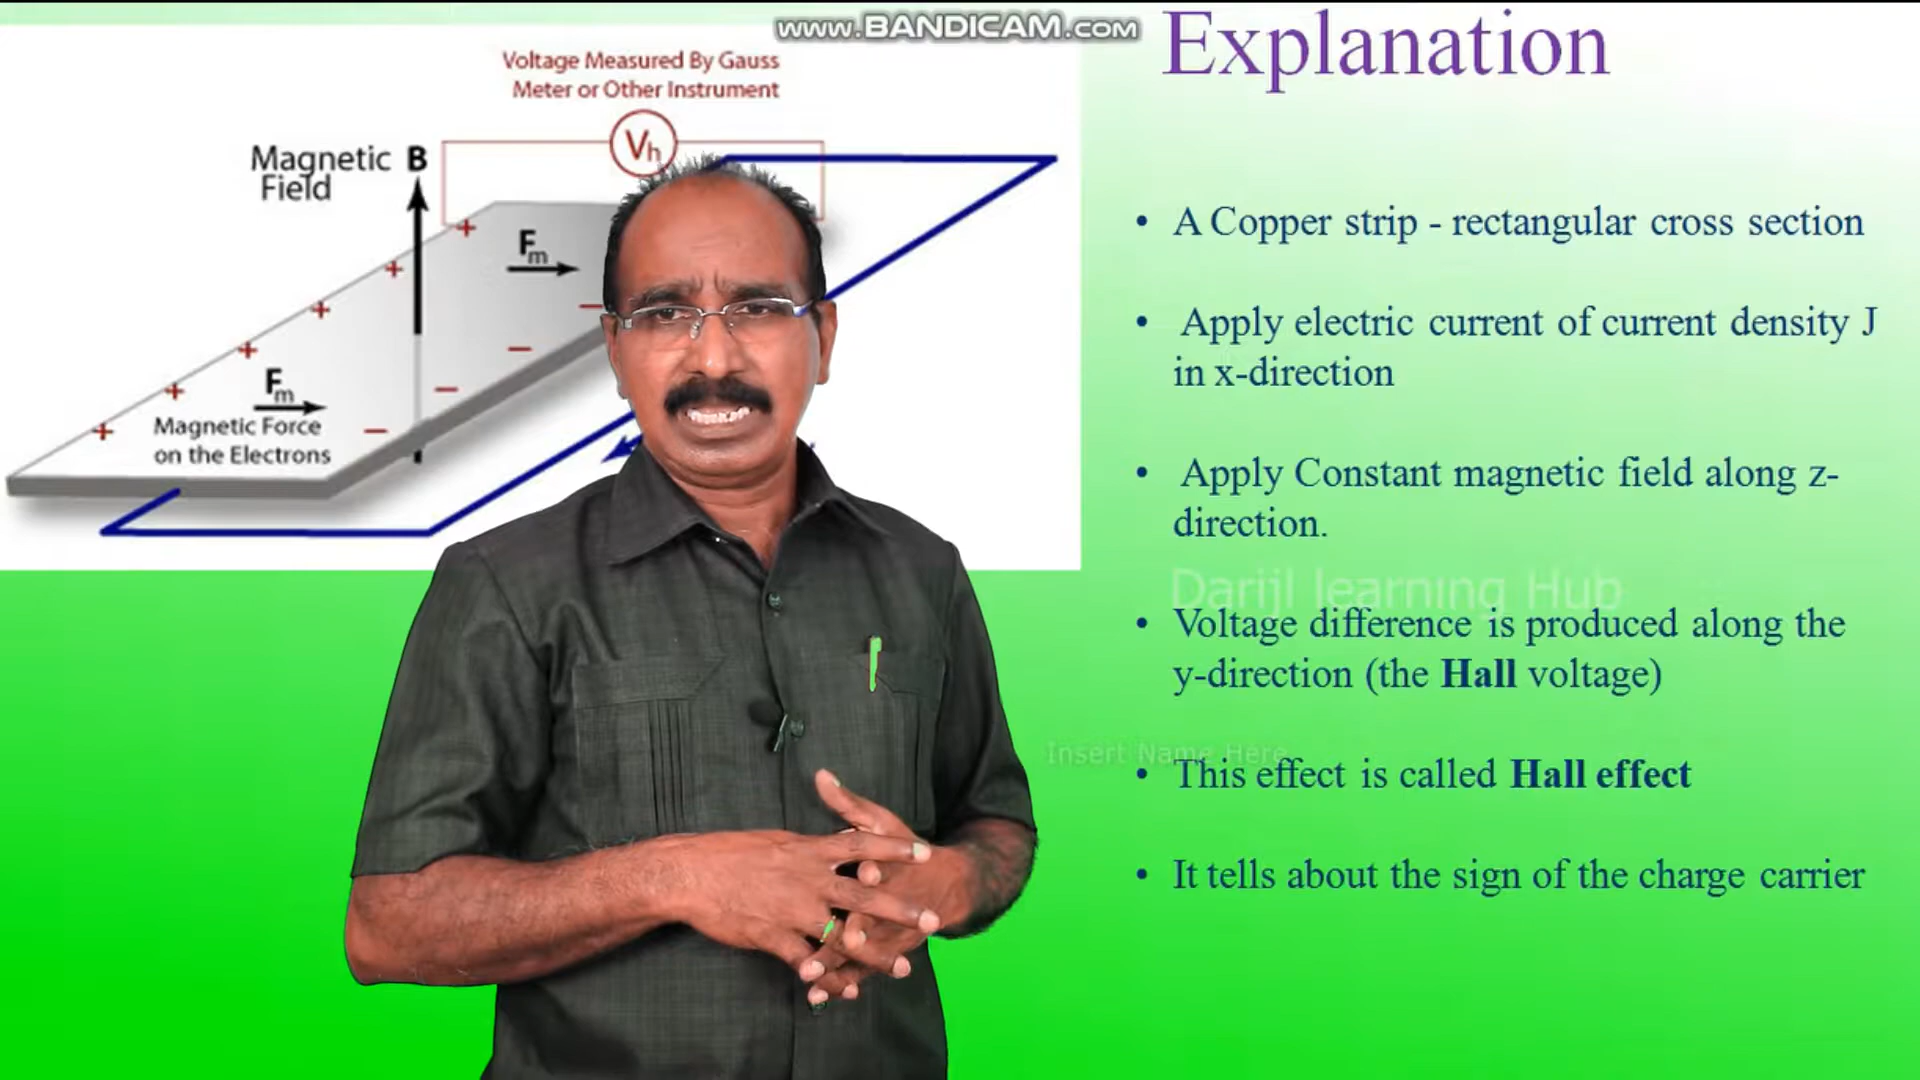 www.BANDICAM.com
Explanation
Voltage Measured By Gauss
Meter or Other Instrument
Vh
Magnetic B
Field
Fm
Fm
Magnetic Force
on the Electrons
• A Copper strip - rectangular cross section
• Apply electric current of current density J
in x-direction
• Apply Constant magnetic field along z-
direction.
Darijl learning Hub
• Voltage difference is produced along the
y-direction (the Hall voltage)
Insert Name Here
• This effect is called Hall effect
• It tells about the sign of the charge carrier